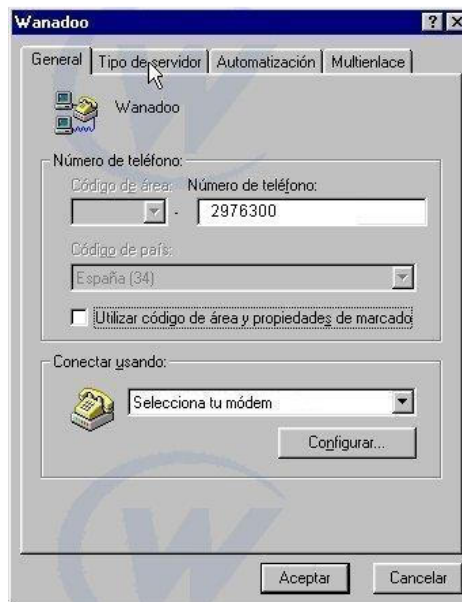 Wanadoo
General Tipo de servidor Automatización Multienlace
Wanadoo
Número de teléfono:
Código de área: Número de teléfono:
- 2976300
Código de país:
España (34)
Utilizar código de área y propiedades de marcado
Conectar usando:
Selecciona tu módem
Configurar...
Aceptar Cancelar